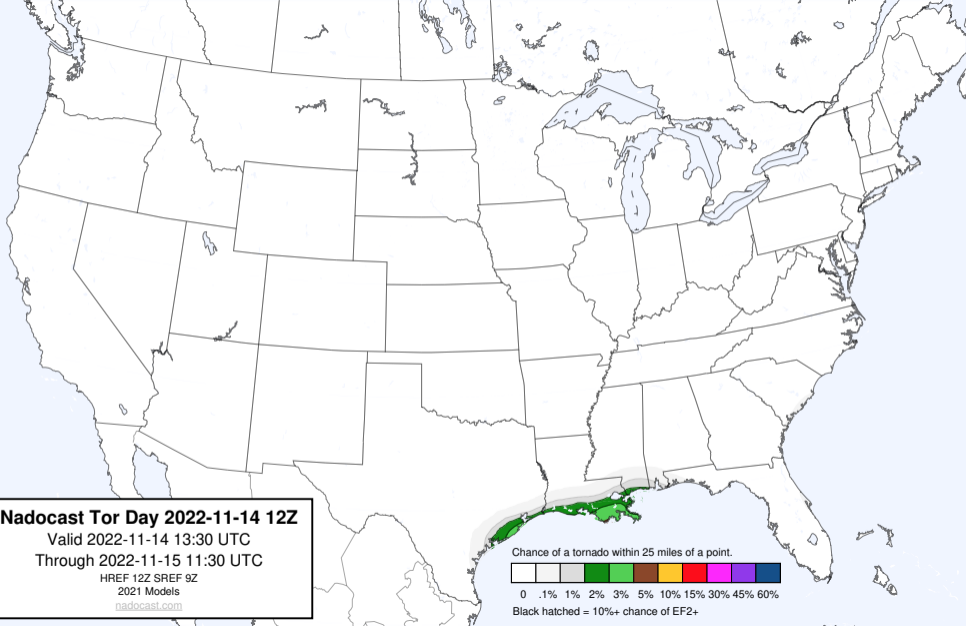 Nadocast Tor Day 2022-11-14 12Z
Valid 2022-11-14 13:30 UTC
Through 2022-11-15 11:30 UTC
HREF 12Z SREF 9Z
2021 Models
nadocast.com
Chance of a tornado within 25 miles of a point.
0 .1% 1% 2% 3% 5% 10% 15% 30% 45% 60%
Black hatched = 10%+ chance of EF2+